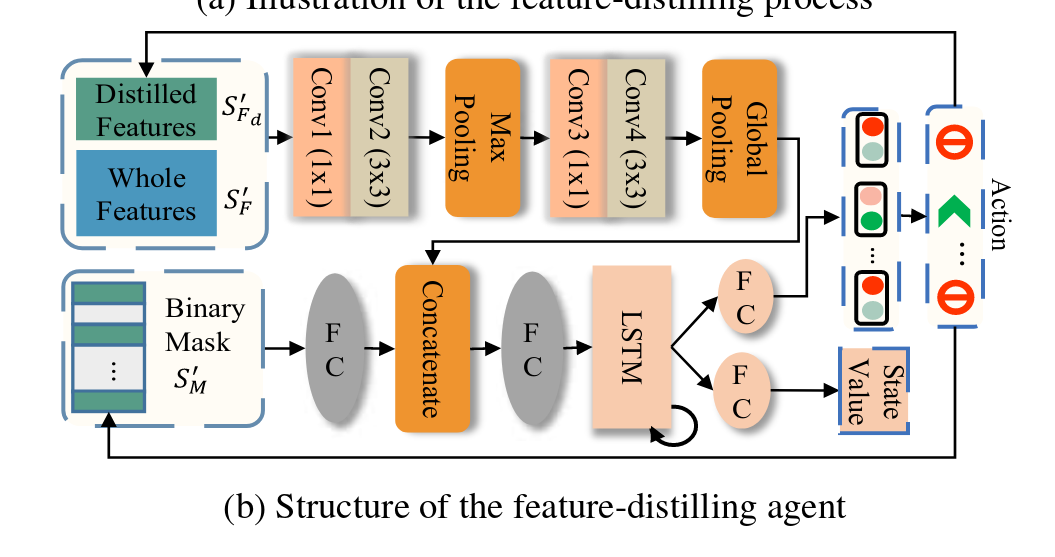 (a) Illustration of the feature-distilling process
Distilled
Features
S′_{F_d}
Whole
Features
S′_F
Conv1 (1x1)
Conv2 (3x3)
Max
Pooling
Conv3 (1x1)
Conv4 (3x3)
Global
Pooling
...
...
Action
Binary
Mask
S′_M
...
F
C
Concatenate
F
C
LSTM
F
C
F
C
State
Value
(b) Structure of the feature-distilling agent